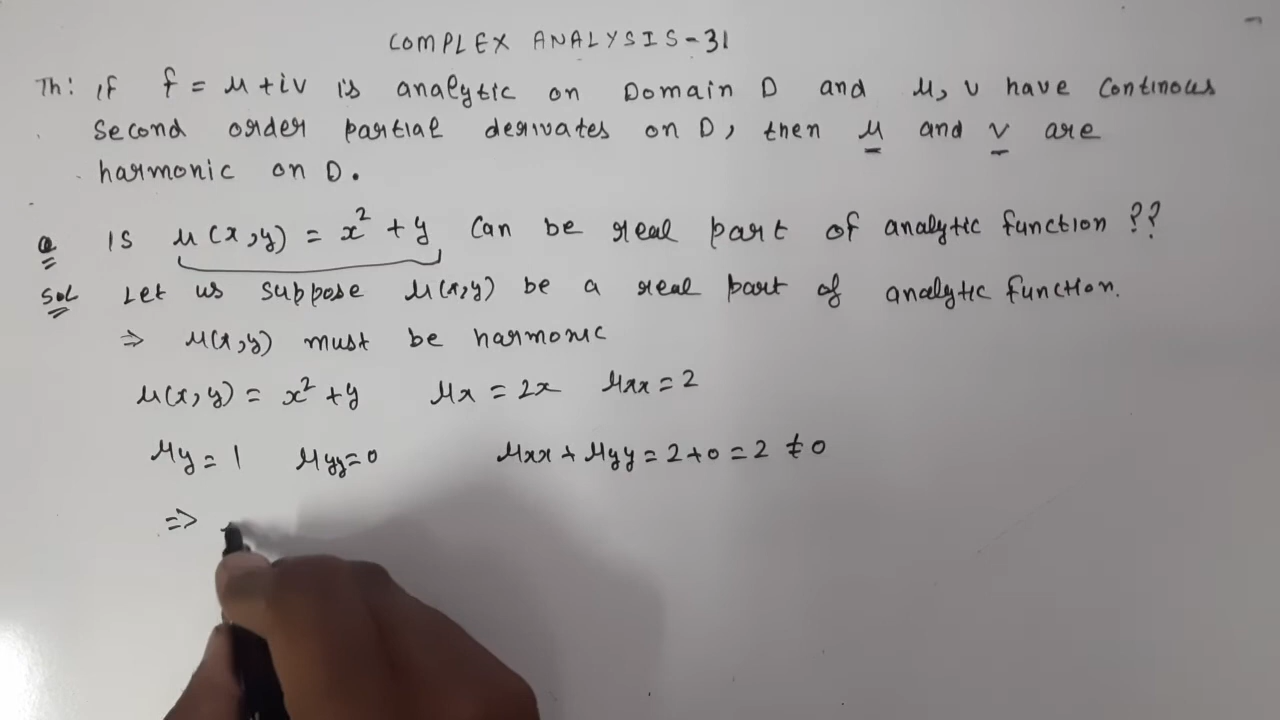 COMPLEX ANALYSIS-31
Th: if f = u + iv is analytic on Domain D and u, v have continous
second order partial derivates on D, then u and v are
harmonic on D.
Q is u(x,y) = x² + y can be real part of analytic function ??
Sol Let us suppose u(x,y) be a real part of analytic function.
⇒ u(x,y) must be harmonic
u(x,y) = x² + y ux = 2x uxx = 2
uy = 1 uyy = 0 uxx + uyy = 2+0 = 2 ≠ 0
⇒